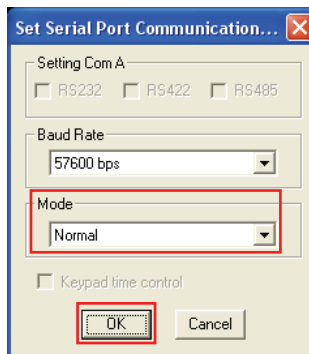 Set Serial Port Communication...
Setting Com A
RS232 RS422 RS485
Baud Rate
57600 bps
Mode
Normal
Keypad time control
OK Cancel